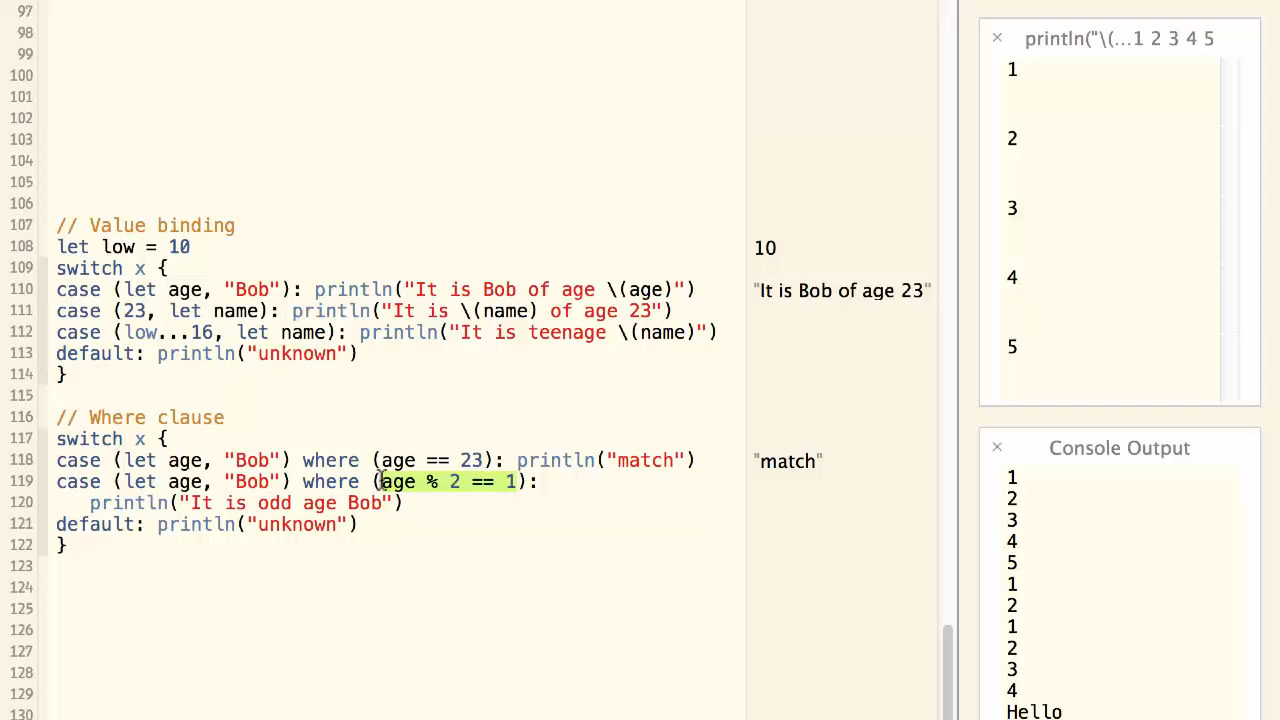 97
98
99
100
101
102
103
104
105
106
107 // Value binding
108 let low = 10
10
109 switch x {
110 case (let age, "Bob"): println("It is Bob of age \(age)")
"It is Bob of age 23"
111 case (23, let name): println("It is \(name) of age 23")
112 case (low...16, let name): println("It is teenage \(name)")
113 default: println("unknown")
114 }
115
116 // Where clause
117 switch x {
118 case (let age, "Bob") where (age == 23): println("match")
"match"
119 case (let age, "Bob") where (age % 2 == 1):
120 println("It is odd age Bob")
121 default: println("unknown")
122 }
123
124
125
126
127
128
129
130
× println("\(...1 2 3 4 5
1
2
3
4
5
× Console Output
1
2
3
4
5
1
2
1
2
3
4
Hello